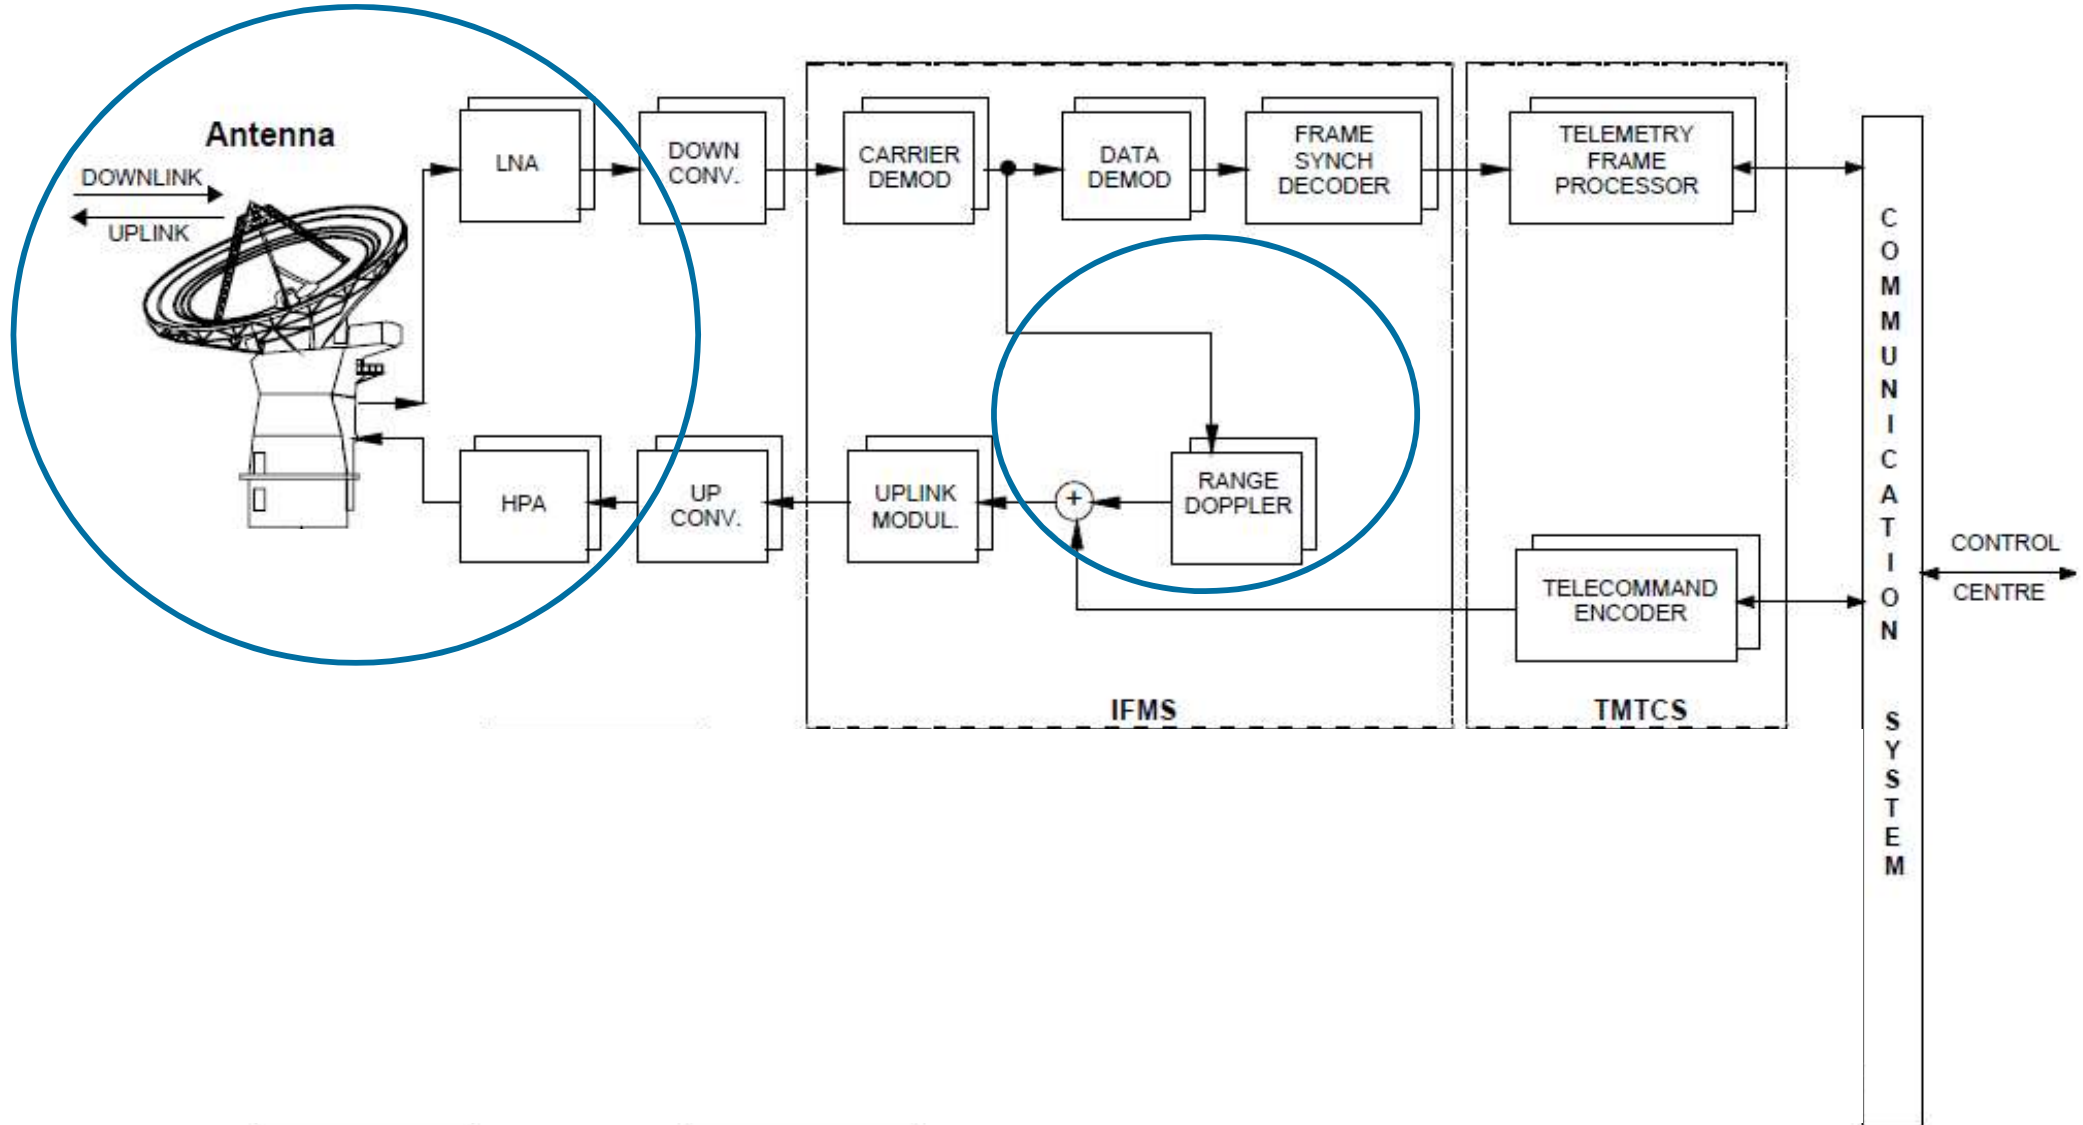 Antenna
DOWNLINK
UPLINK
LNA
DOWN
CONV.
CARRIER
DEMOD
DATA
DEMOD
FRAME
SYNCH
DECODER
TELEMETRY
FRAME
PROCESSOR
HPA
UP
CONV.
UPLINK
MODUL.
+
RANGE
DOPPLER
TELECOMMAND
ENCODER
IFMS
TMTCS
COMMUNICATION SYSTEM
CONTROL
CENTRE